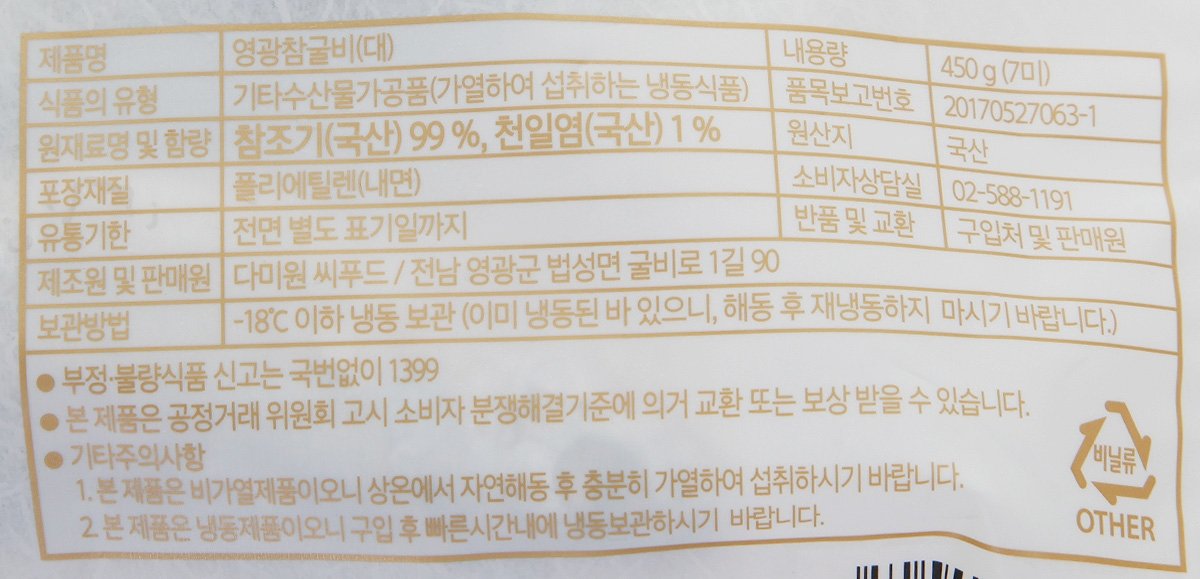 제품명 영광참굴비(대) 내용량 450 g (7미)
식품의 유형 기타수산물가공품(가열하여 섭취하는 냉동식품) 품목보고번호 20170527063-1
원재료명 및 함량 참조기(국산) 99 %, 천일염(국산) 1 % 원산지 국산
포장재질 폴리에틸렌(내면) 소비자상담실 02-588-1191
유통기한 전면 별도 표기일까지 반품 및 교환 구입처 및 판매원
제조원 및 판매원 다미원 씨푸드 / 전남 영광군 법성면 굴비로 1길 90
보관방법 -18℃ 이하 냉동 보관 (이미 냉동된 바 있으니, 해동 후 재냉동하지 마시기 바랍니다.)
● 부정·불량식품 신고는 국번없이 1399
● 본 제품은 공정거래 위원회 고시 소비자 분쟁해결기준에 의거 교환 또는 보상 받을 수 있습니다.
● 기타주의사항
1. 본 제품은 비가열제품이오니 상온에서 자연해동 후 충분히 가열하여 섭취하시기 바랍니다.
2. 본 제품은 냉동제품이오니 구입 후 빠른시간내에 냉동보관하시기 바랍니다.
비닐류
OTHER